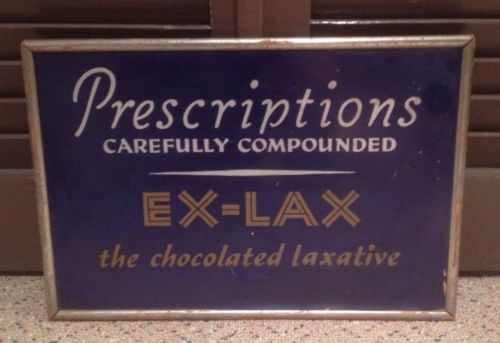 Prescriptions
CAREFULLY COMPOUNDED
EX-LAX
the chocolated laxative